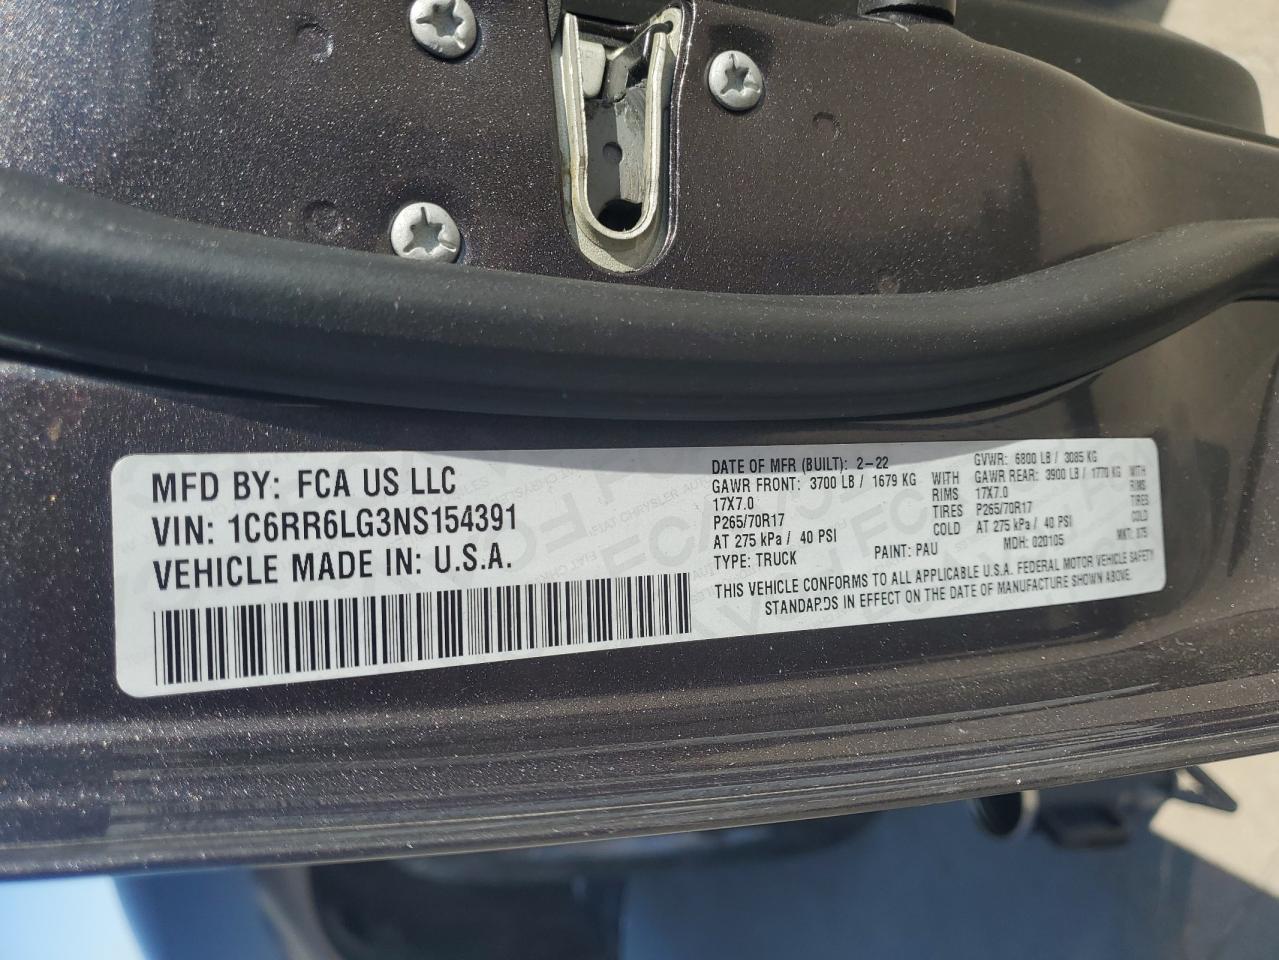 MFD BY: FCA US LLC
VIN: 1C6RR6LG3NS154391
VEHICLE MADE IN: U.S.A.
DATE OF MFR (BUILT): 2-22 GVWR: 6800 LB / 3085 KG
GAWR FRONT: 3700 LB / 1679 KG WITH GAWR REAR: 3900 LB / 1770 KG WITH
17X7.0 RIMS 17X7.0 RIMS
P265/70R17 TIRES P265/70R17 TIRES
AT 275 kPa / 40 PSI COLD AT 275 kPa / 40 PSI COLD
TYPE: TRUCK PAINT: PAU MDH: 020105 MKT:
THIS VEHICLE CONFORMS TO ALL APPLICABLE U.S.A. FEDERAL MOTOR VEHICLE SAFETY
STANDARDS IN EFFECT ON THE DATE OF MANUFACTURE SHOWN ABOVE.